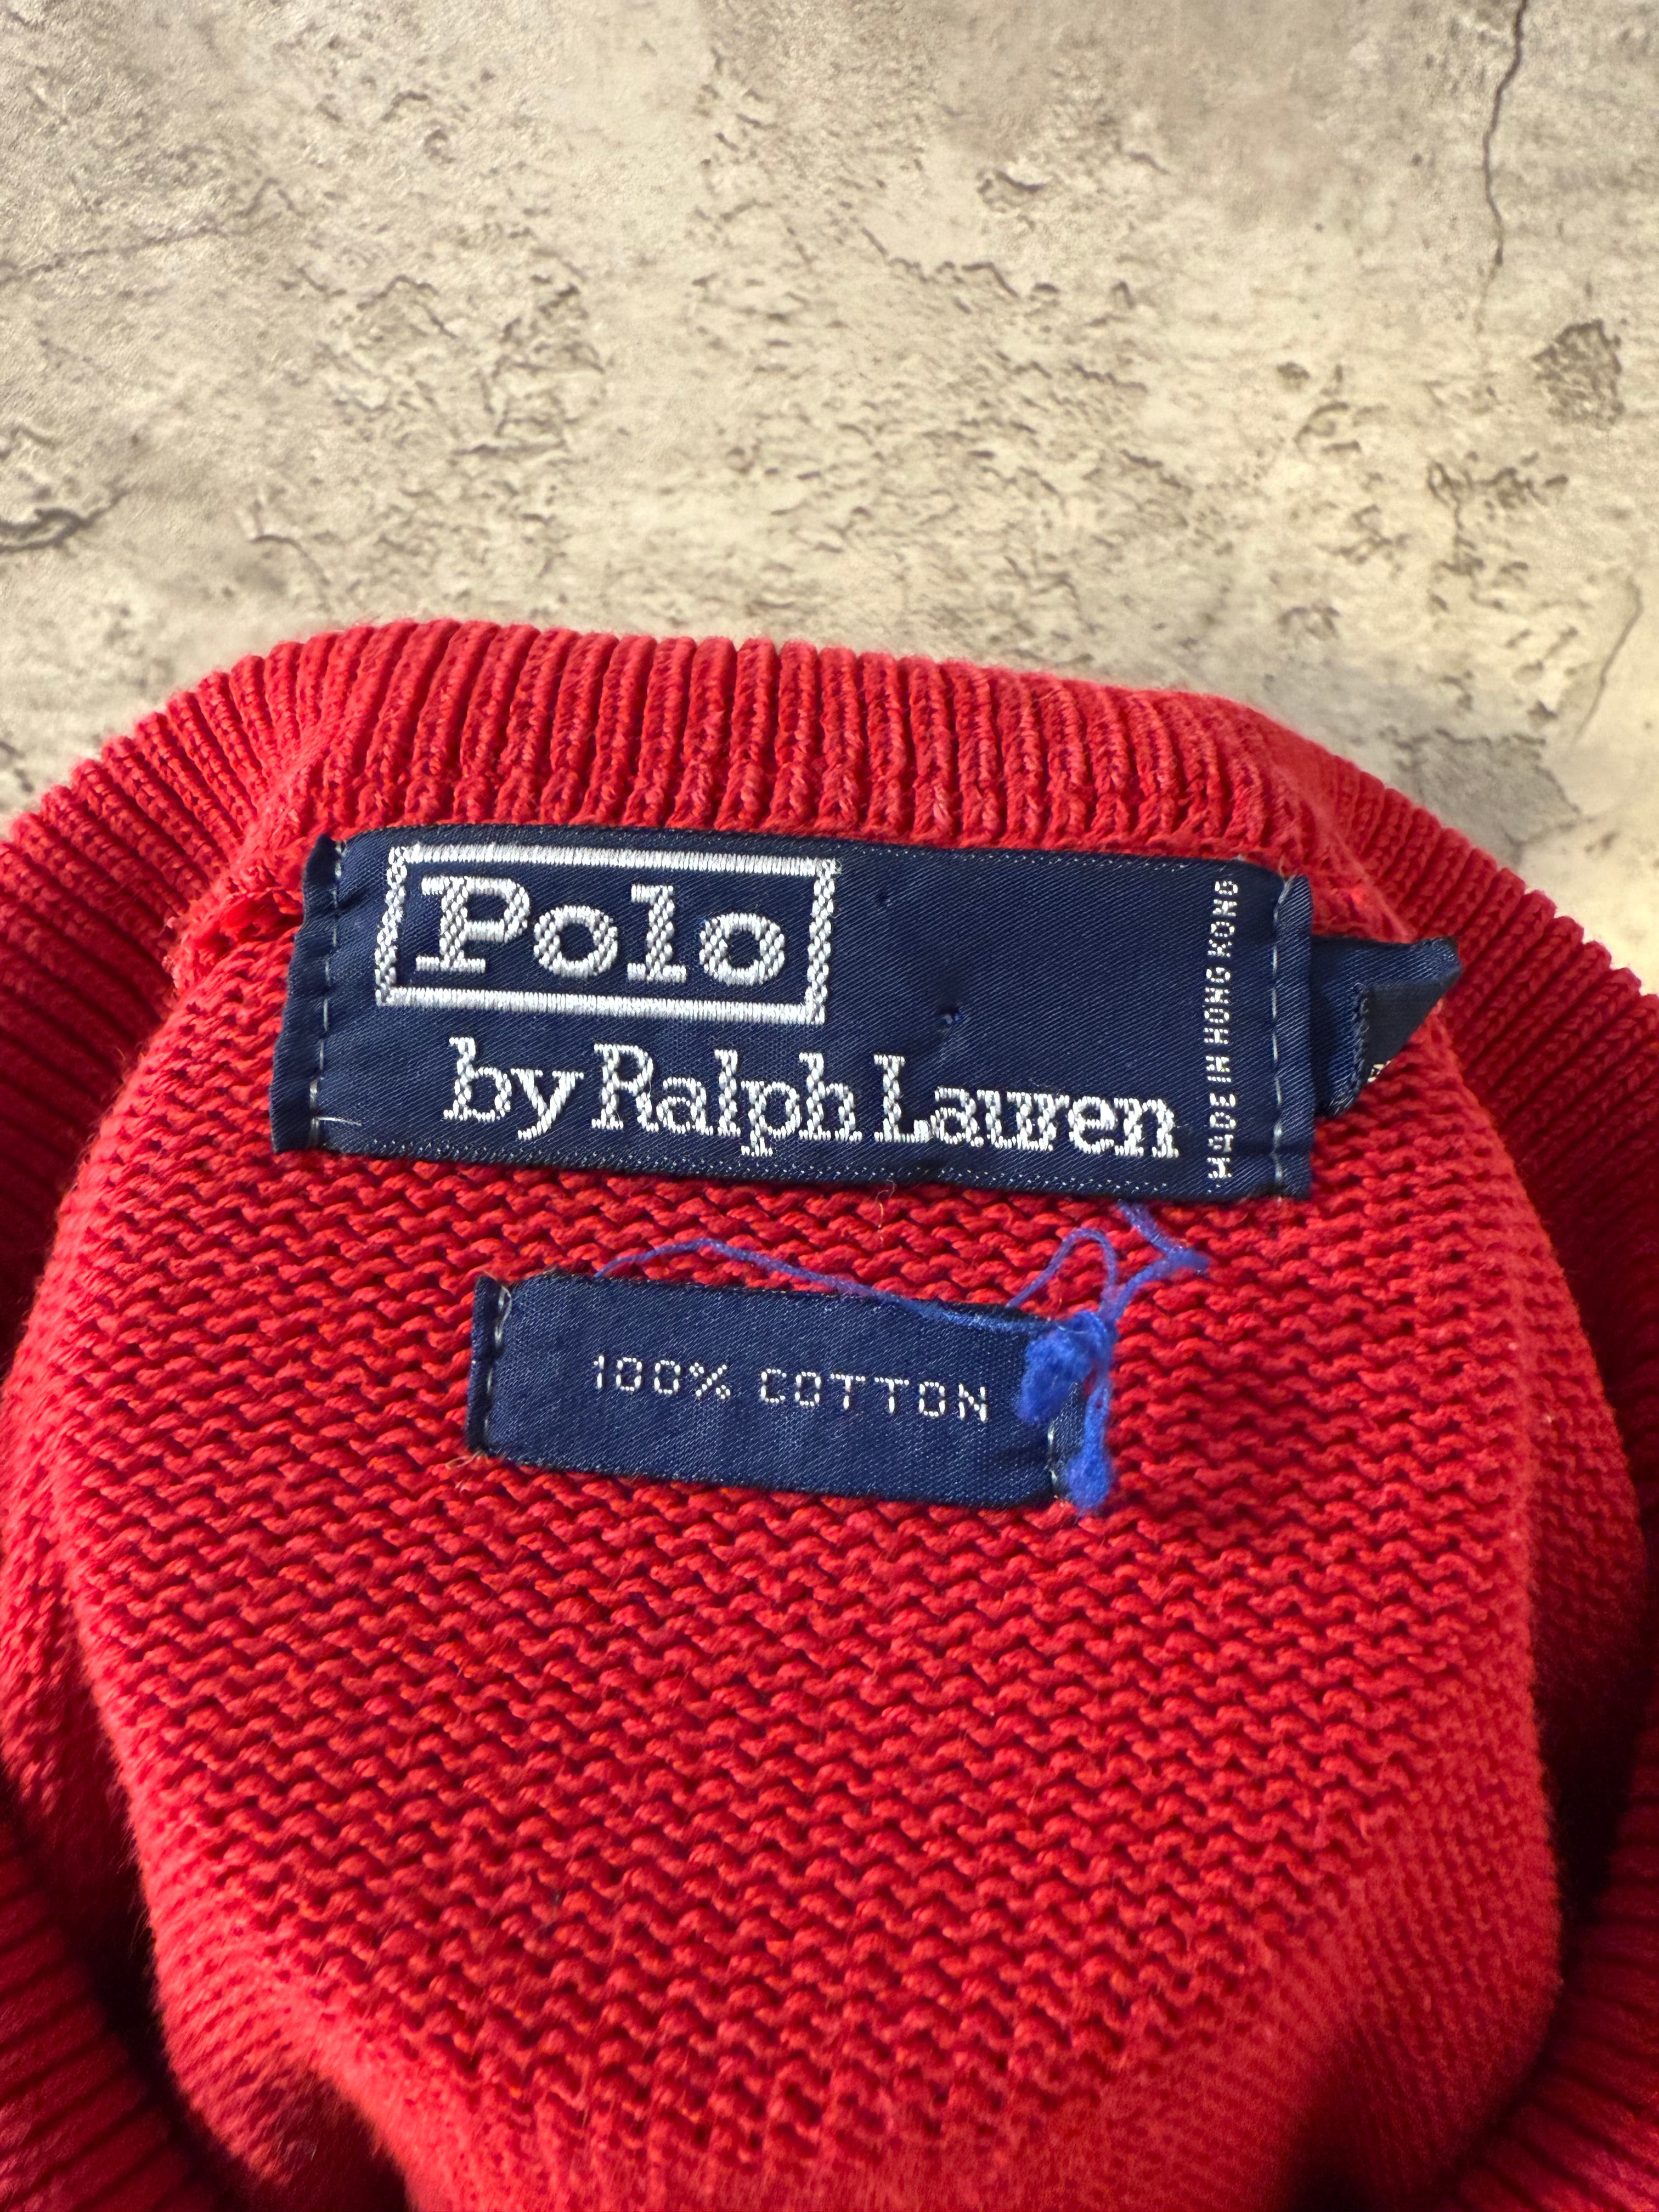 Polo
by Ralph Lauren
MADE IN HONG KONG
100% COTTON